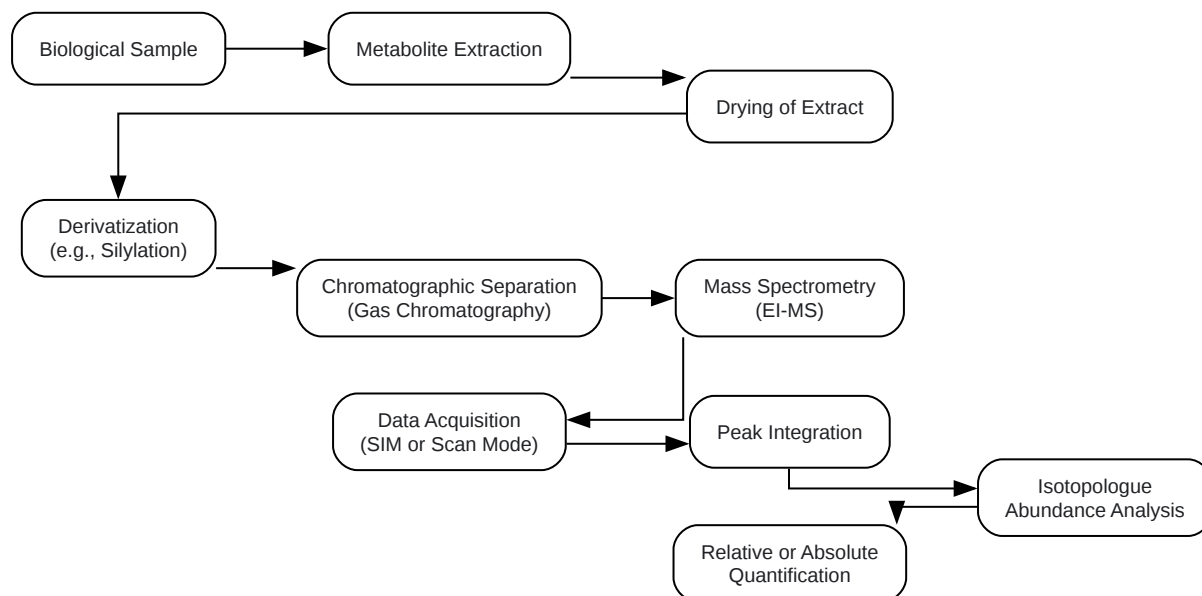 Biological Sample
Metabolite Extraction
Drying of Extract
Derivatization
(e.g., Silylation)
Chromatographic Separation
(Gas Chromatography)
Mass Spectrometry
(EI-MS)
Data Acquisition
(SIM or Scan Mode)
Peak Integration
Isotopologue
Abundance Analysis
Relative or Absolute
Quantification